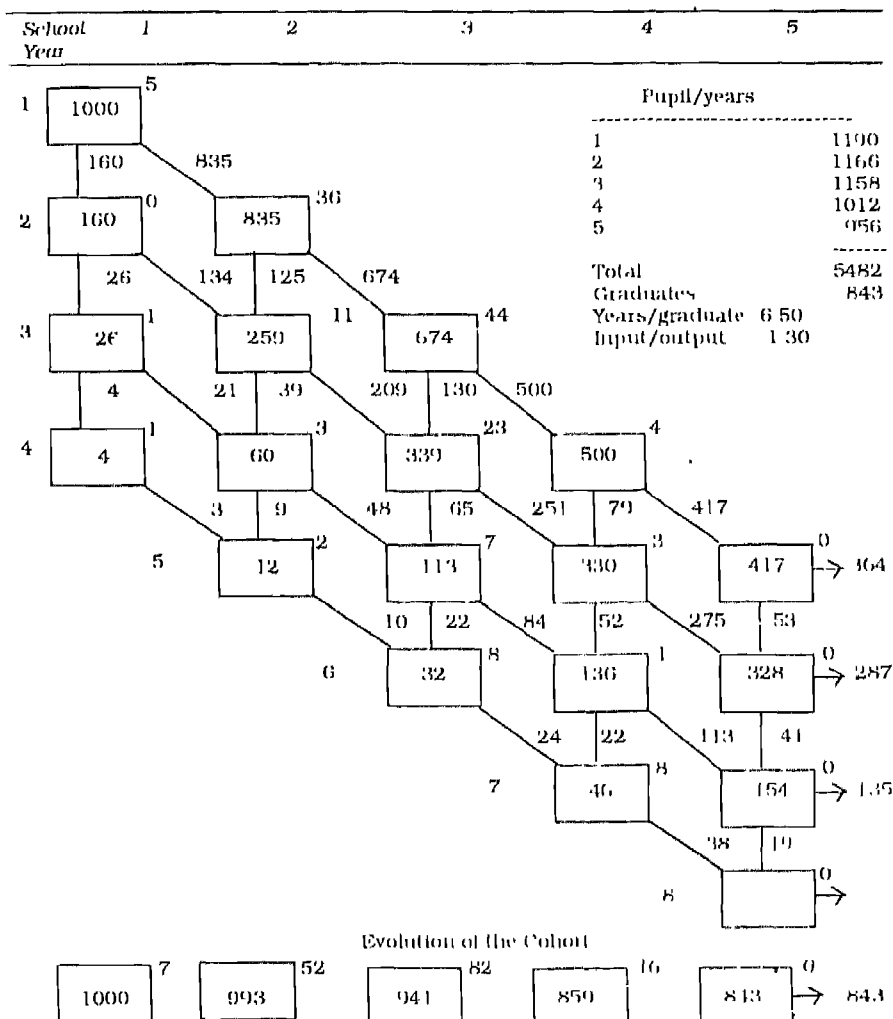 School 1 2 3 4 5
Year
5
1 1000
160 835
0 36
2 160 835
26 134 125 674
1 11 44
3 26 259 674
4 21 39 209 130 500
1 3 23 4
4 4 60 339 500
3 9 48 65 251 79 417
2 7 3 0
5 12 113 330 417 364
10 22 84 52 275 53
8 1 0
6 32 136 328 287
24 22 113 41
8 0
7 46 154 135
38 19
0
8
Pupil/years
1 1190
2 1166
3 1158
4 1012
5 956
Total 5482
Graduates 843
Years/graduate 6 50
Input/output 1 30
Evolution of the Cohort
7 52 82 16 0
1000 993 941 859 843 843